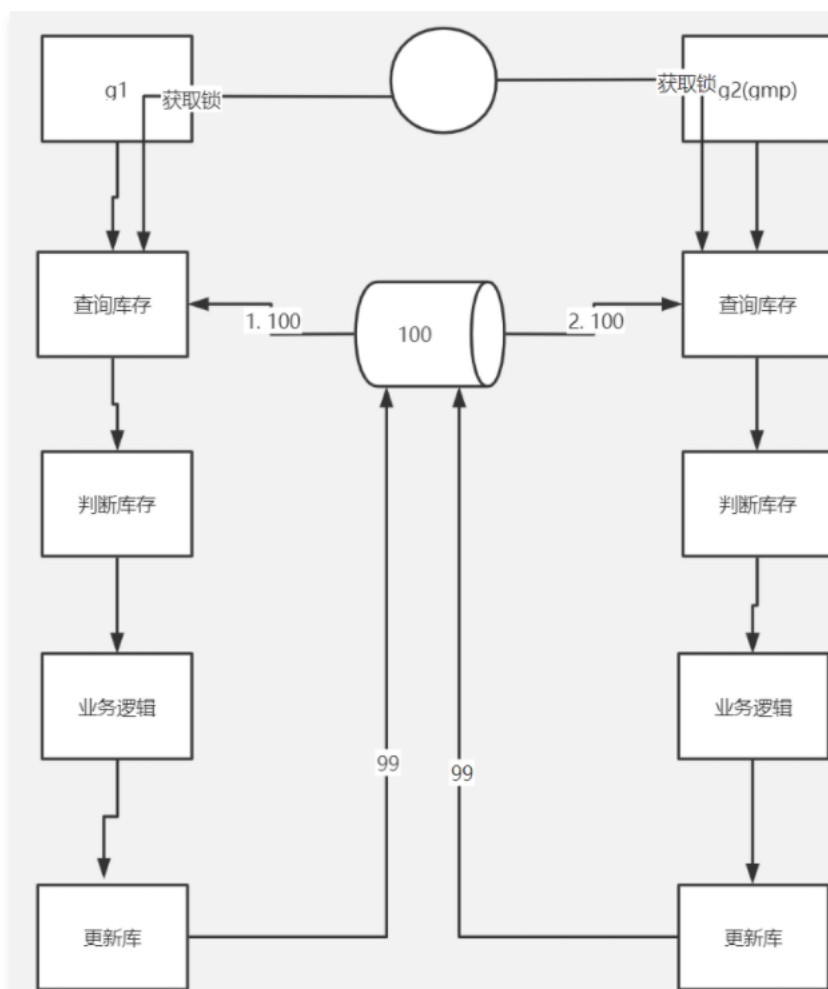 g1
获取锁
获取锁
g2(gmp)
查询库存
1. 100
100
2. 100
查询库存
判断库存
判断库存
业务逻辑
业务逻辑
99
99
更新库
更新库